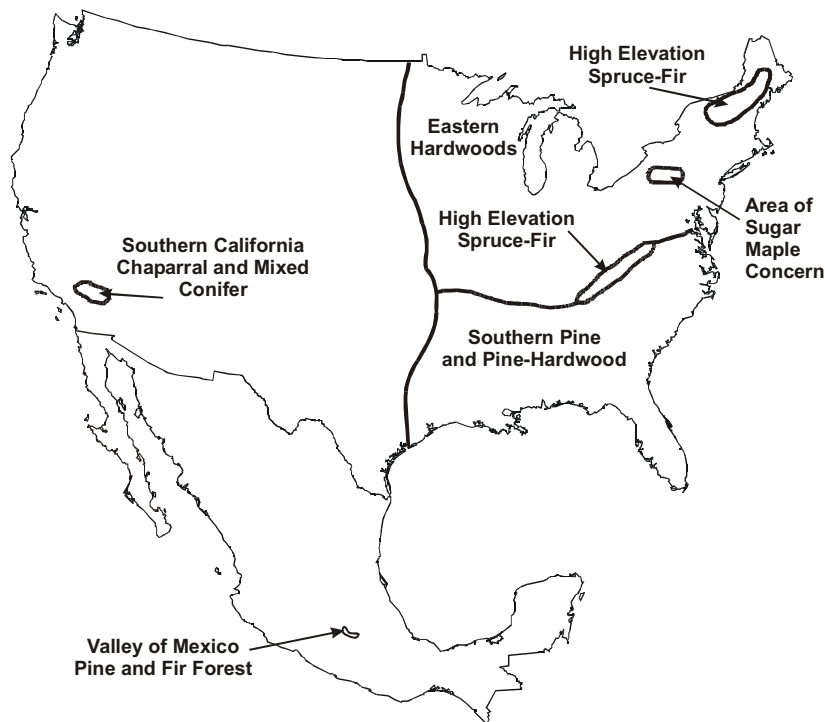 High Elevation
Spruce-Fir
Eastern
Hardwoods
Area of
Sugar
Maple
Concern
High Elevation
Spruce-Fir
Southern California
Chaparral and Mixed
Conifer
Southern Pine
and Pine-Hardwood
Valley of Mexico
Pine and Fir Forest